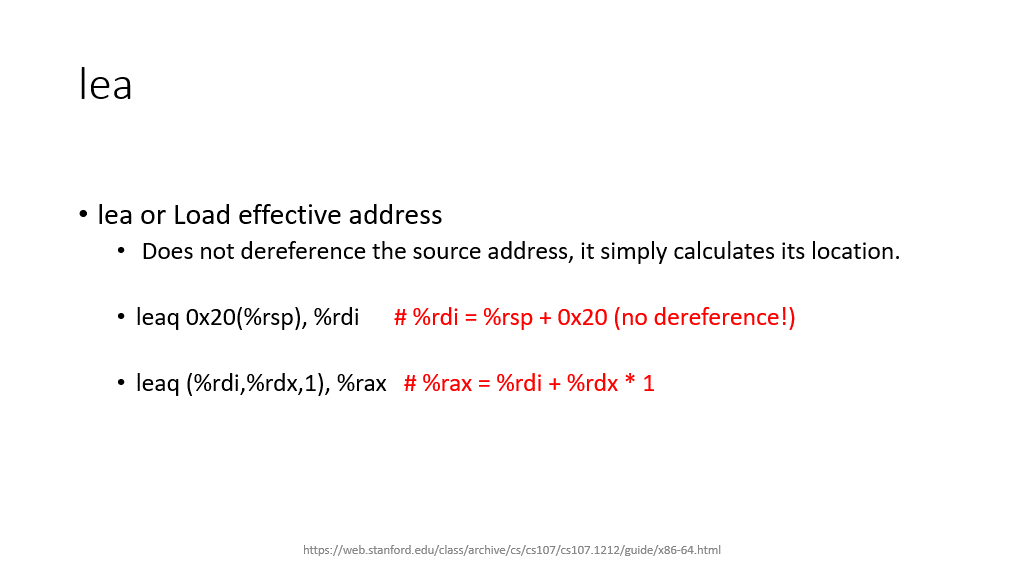 lea
• lea or Load effective address
• Does not dereference the source address, it simply calculates its location.
• leaq 0x20(%rsp), %rdi # %rdi = %rsp + 0x20 (no dereference!)
• leaq (%rdi,%rdx,1), %rax # %rax = %rdi + %rdx * 1
https://web.stanford.edu/class/archive/cs/cs107/cs107.1212/guide/x86-64.html